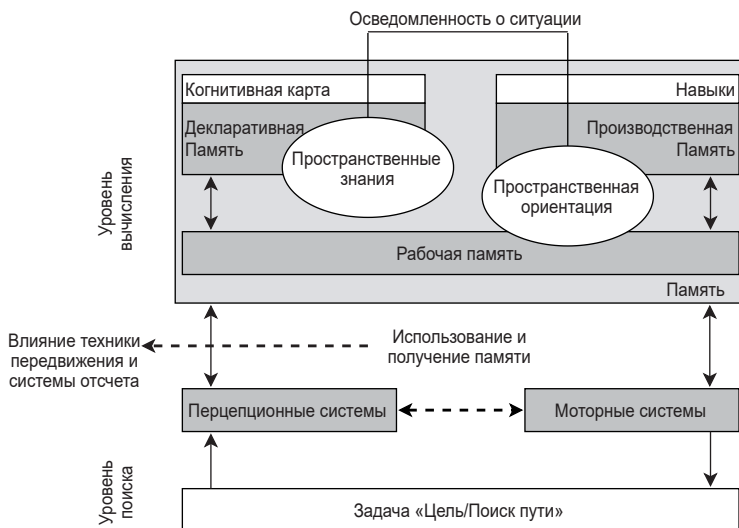 Осведомленность о ситуации
Когнитивная карта
Навыки
Декларативная
Память
Производственная
Память
Пространственные
знания
Пространственная
ориентация
Уровень
вычисления
Рабочая память
Память
Влияние техники
передвижения и
системы отсчета
Использование и
получение памяти
Перцепционные системы
Моторные системы
Уровень
поиска
Задача «Цель/Поиск пути»